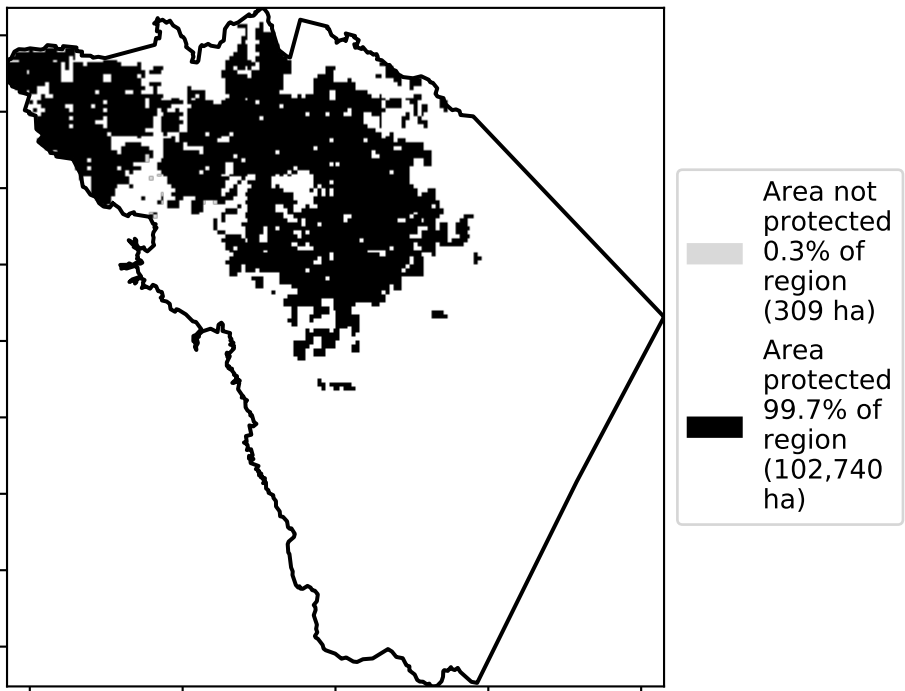 Area not
protected
0.3% of
region
(309 ha)
Area
protected
99.7% of
region
(102,740
ha)